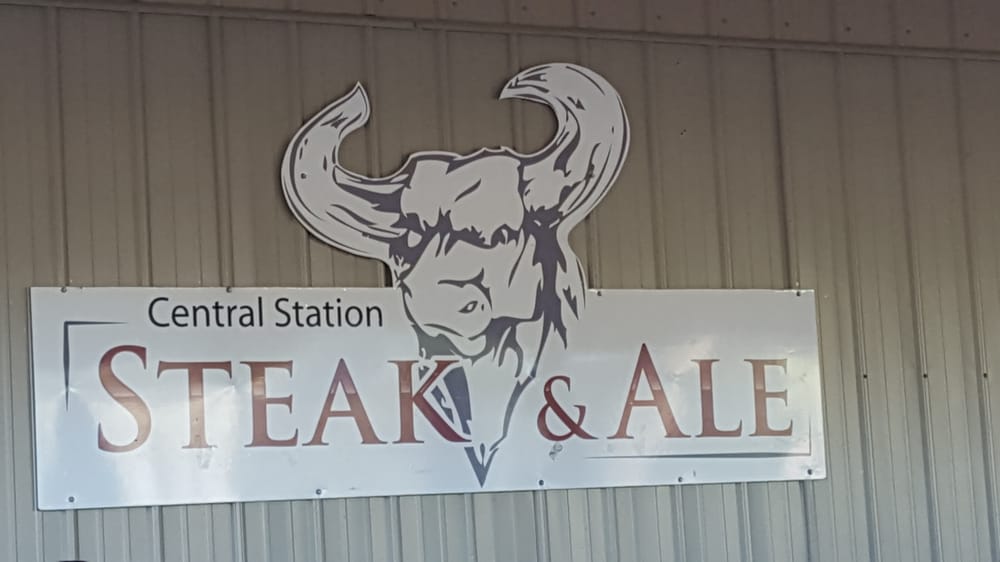 Central Station
STEAK & ALE